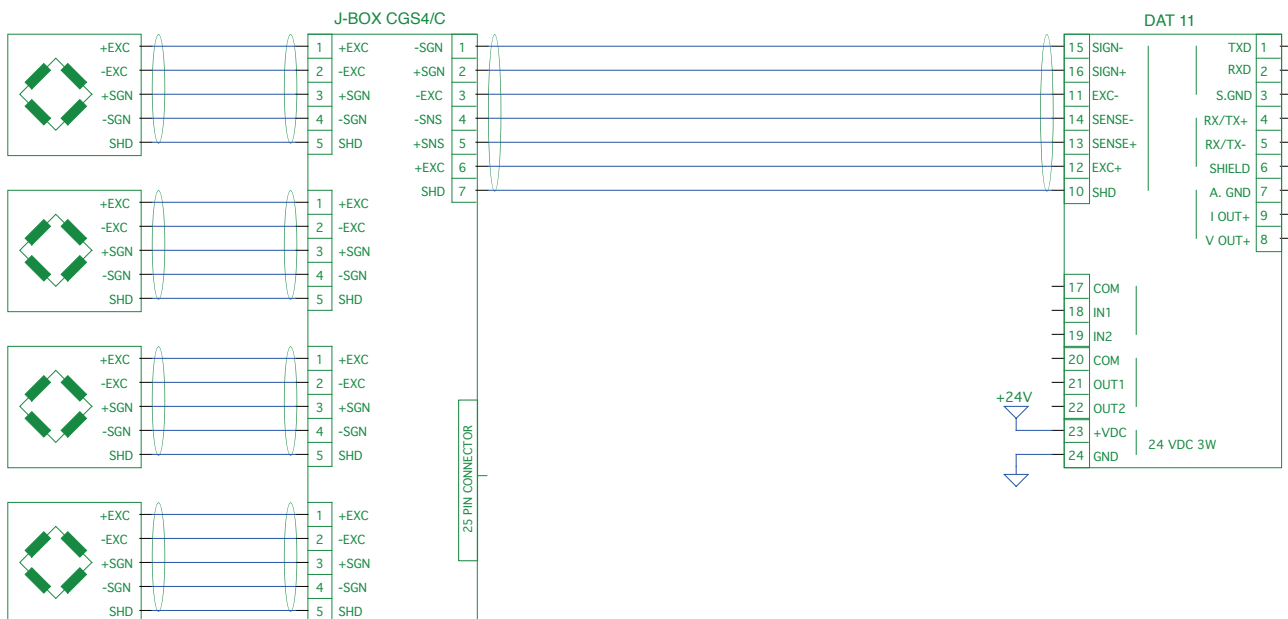 J-BOX CGS4/C
DAT 11
+EXC 1 +EXC -SGN 1 15 SIGN- TXD 1
-EXC 2 -EXC +SGN 2 16 SIGN+ RXD 2
+SGN 3 +SGN -EXC 3 11 EXC- S.GND 3
-SGN 4 -SGN -SNS 4 14 SENSE- RX/TX+ 4
SHD 5 SHD +SNS 5 13 SENSE+ RX/TX- 5
+EXC 6 12 EXC+ SHIELD 6
SHD 7 10 SHD A. GND 7
+EXC 1 +EXC I OUT+ 9
-EXC 2 -EXC V OUT+ 8
+SGN 3 +SGN
-SGN 4 -SGN 17 COM
SHD 5 SHD 18 IN1
19 IN2
+EXC 1 +EXC 20 COM
-EXC 2 -EXC 21 OUT1
+SGN 3 +SGN +24V 22 OUT2
-SGN 4 -SGN 23 +VDC 24 VDC 3W
SHD 5 SHD 24 GND
25 PIN CONNECTOR
+EXC 1 +EXC
-EXC 2 -EXC
+SGN 3 +SGN
-SGN 4 -SGN
SHD 5 SHD